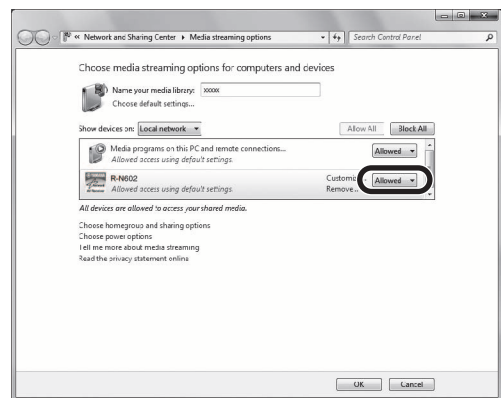 « Network and Sharing Center ▸ Media streaming options
Search Control Panel
Choose media streaming options for computers and devices
Name your media library: xxxxx
Choose default settings...
Show devices on: Local network
Allow All
Block All
Media programs on this PC and remote connections...
Allowed access using default settings.
Allowed
R-N602
Allowed access using default settings.
Remove..
Allowed
All devices are allowed to access your shared media.
Choose homegroup and sharing options
Choose power options
Tell me more about media streaming
Read the privacy statement online
OK
Cancel